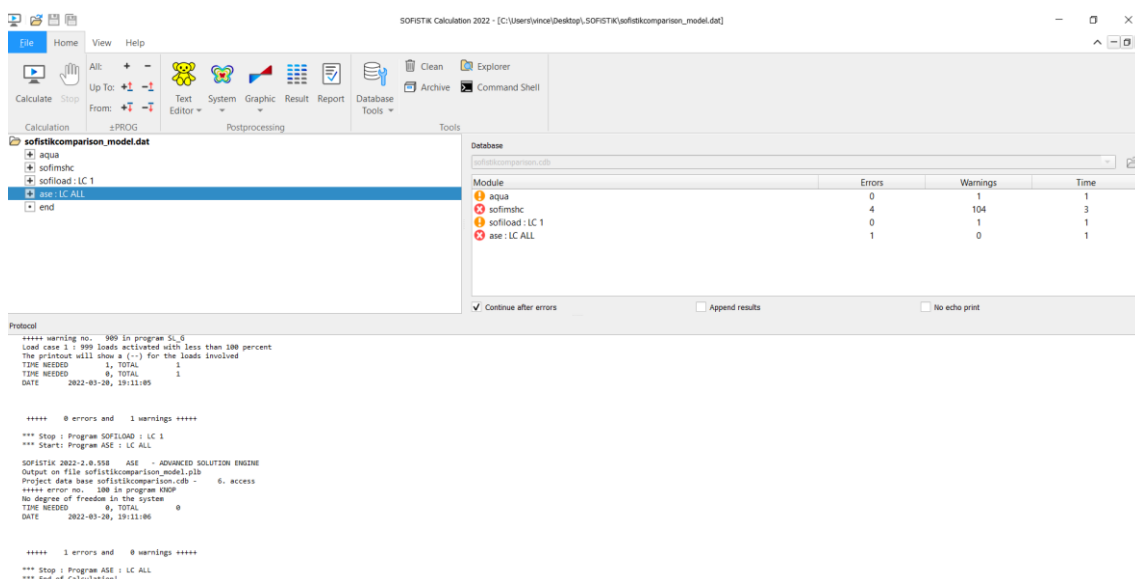 SOFiSTiK Calculation 2022 - [C:\Users\vince\Desktop\.SOFiSTiK\sofistikcomparison_model.dat]
File Home View Help
Calculate Stop
All: + -
Up To:
From:
Text Editor
System
Graphic
Result
Report
Database Tools
Clean
Archive
Explorer
Command Shell
Calculation ±PROG Postprocessing Tools
sofistikcomparison_model.dat
aqua
sofimshc
sofiload : LC 1
ase : LC ALL
end
Database
sofistikcomparison.cdb
Module Errors Warnings Time
aqua 0 1 1
sofimshc 4 104 3
sofiload : LC 1 0 1 1
ase : LC ALL 1 0 1
Continue after errors Append results No echo print
Protocol
+++++ warning no. 909 in program SL_G
Load case 1 : 999 loads activated with less than 100 percent
The printout will show a (--) for the loads involved
TIME NEEDED 1, TOTAL 1
TIME NEEDED 0, TOTAL 1
DATE 2022-03-20, 19:11:05
+++++ 0 errors and 1 warnings +++++
*** Stop : Program SOFILOAD : LC 1
*** Start: Program ASE : LC ALL
SOFiSTiK 2022-2.0.558 ASE - ADVANCED SOLUTION ENGINE
Output on file sofistikcomparison_model.plb
Project data base sofistikcomparison.cdb - 6. access
+++++ error no. 100 in program KNOP
No degree of freedom in the system
TIME NEEDED 0, TOTAL 0
DATE 2022-03-20, 19:11:06
+++++ 1 errors and 0 warnings +++++
*** Stop : Program ASE : LC ALL
*** End of Calculation!